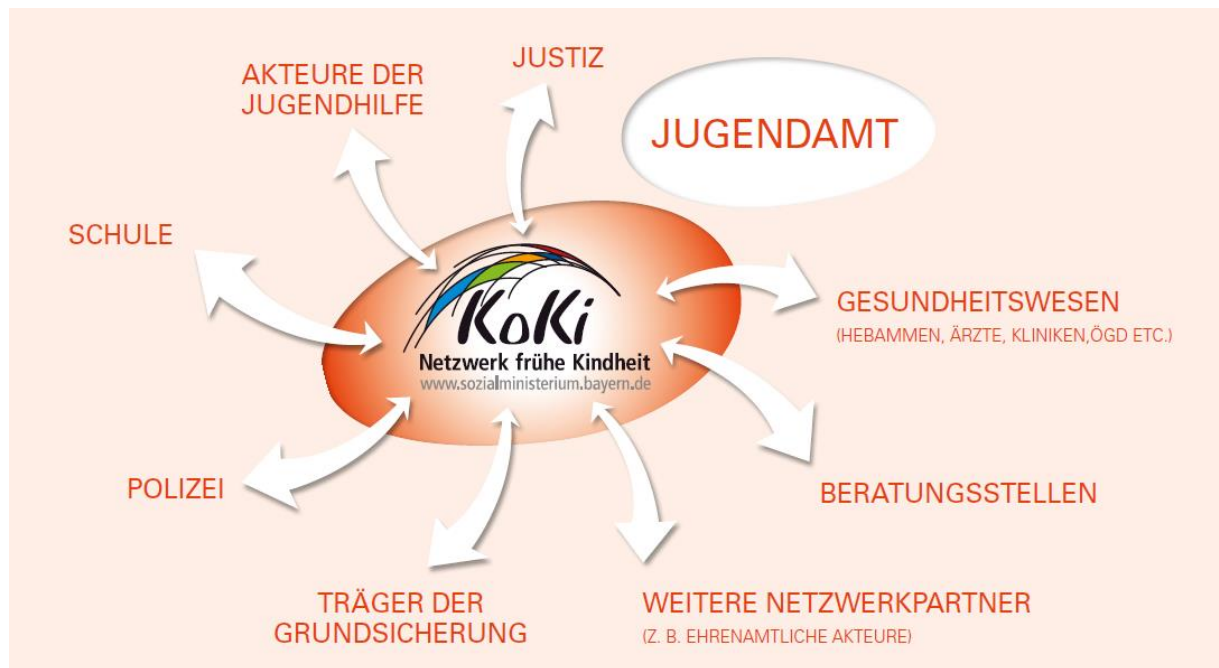 JUSTIZ
AKTEURE DER
JUGENDHILFE
JUGENDAMT
SCHULE
KoKi
Netzwerk frühe Kindheit
www.sozialministerium.bayern.de
GESUNDHEITSWESEN
(HEBAMMEN, ÄRZTE, KLINIKEN,ÖGD ETC.)
POLIZEI
BERATUNGSSTELLEN
TRÄGER DER
GRUNDSICHERUNG
WEITERE NETZWERKPARTNER
(Z. B. EHRENAMTLICHE AKTEURE)